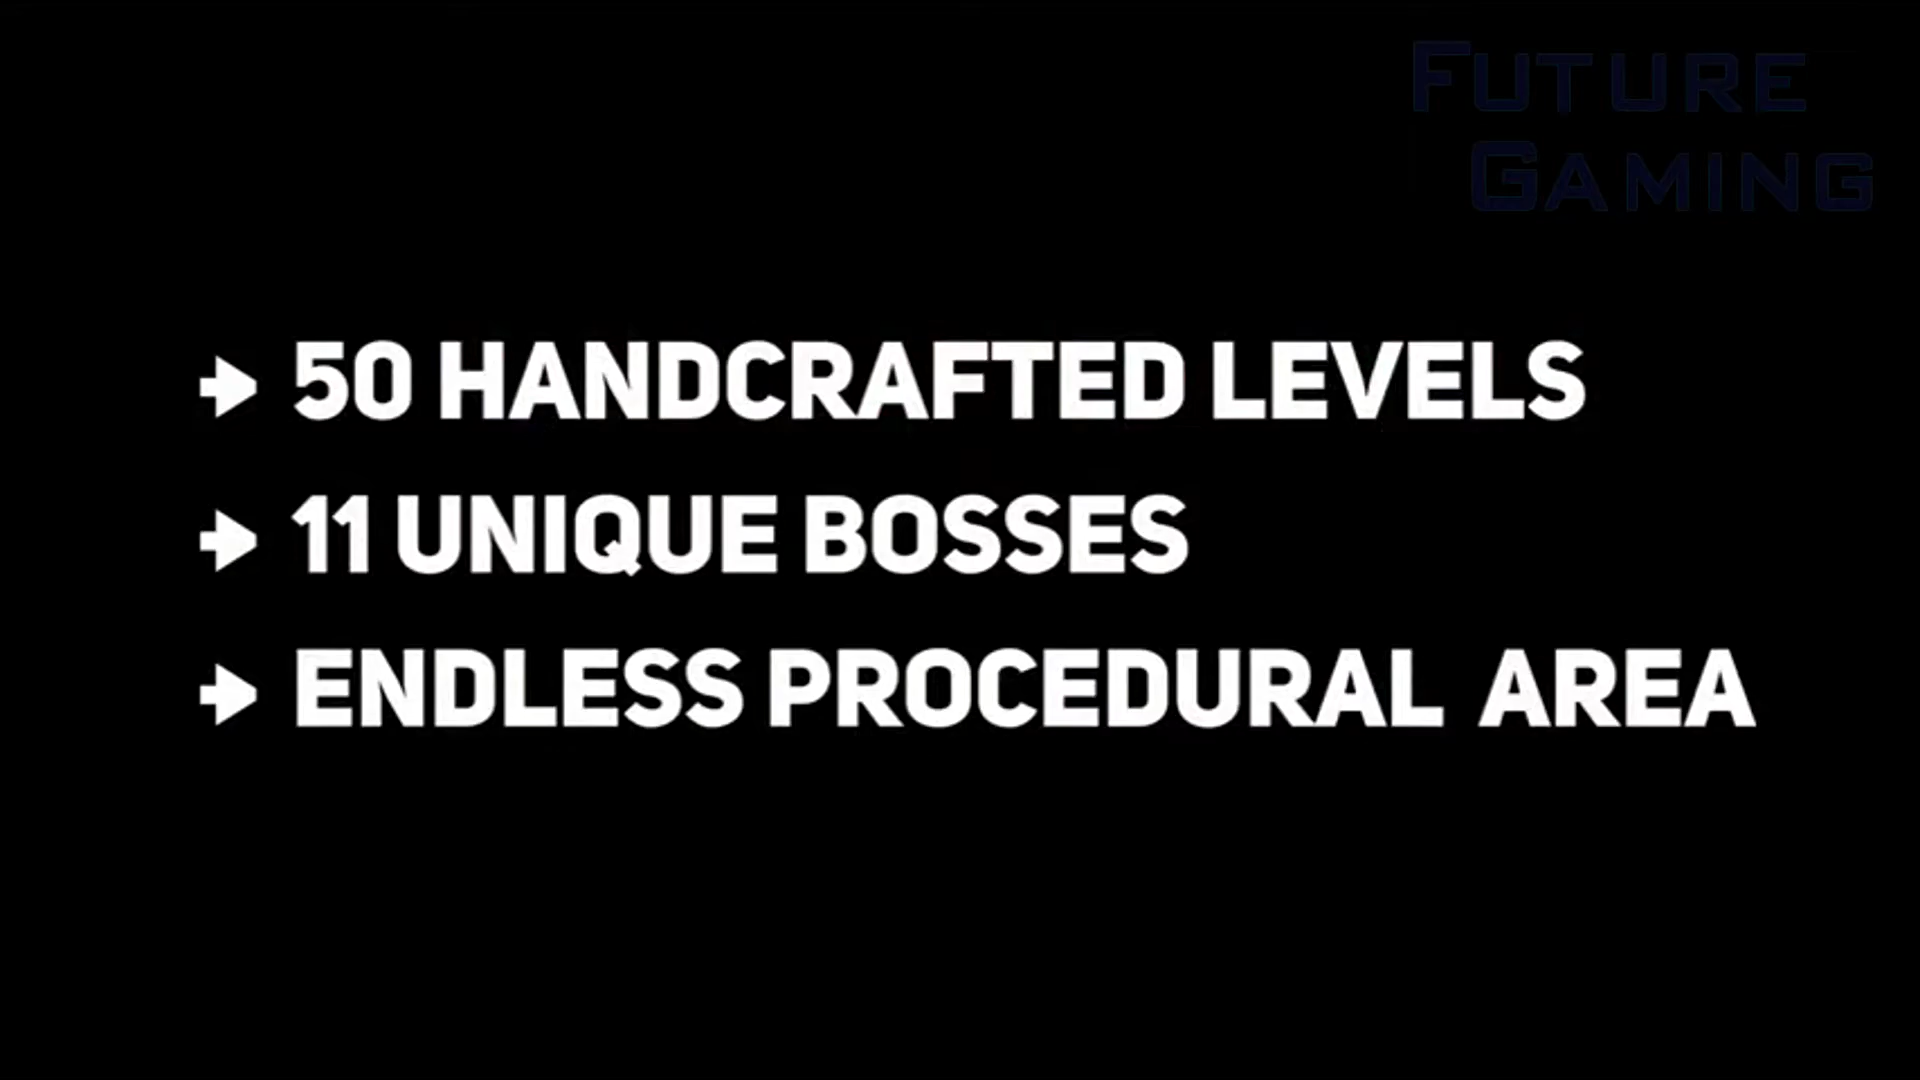 FUTURE
GAMING
➔ 50 HANDCRAFTED LEVELS
➔ 11 UNIQUE BOSSES
➔ ENDLESS PROCEDURAL AREA